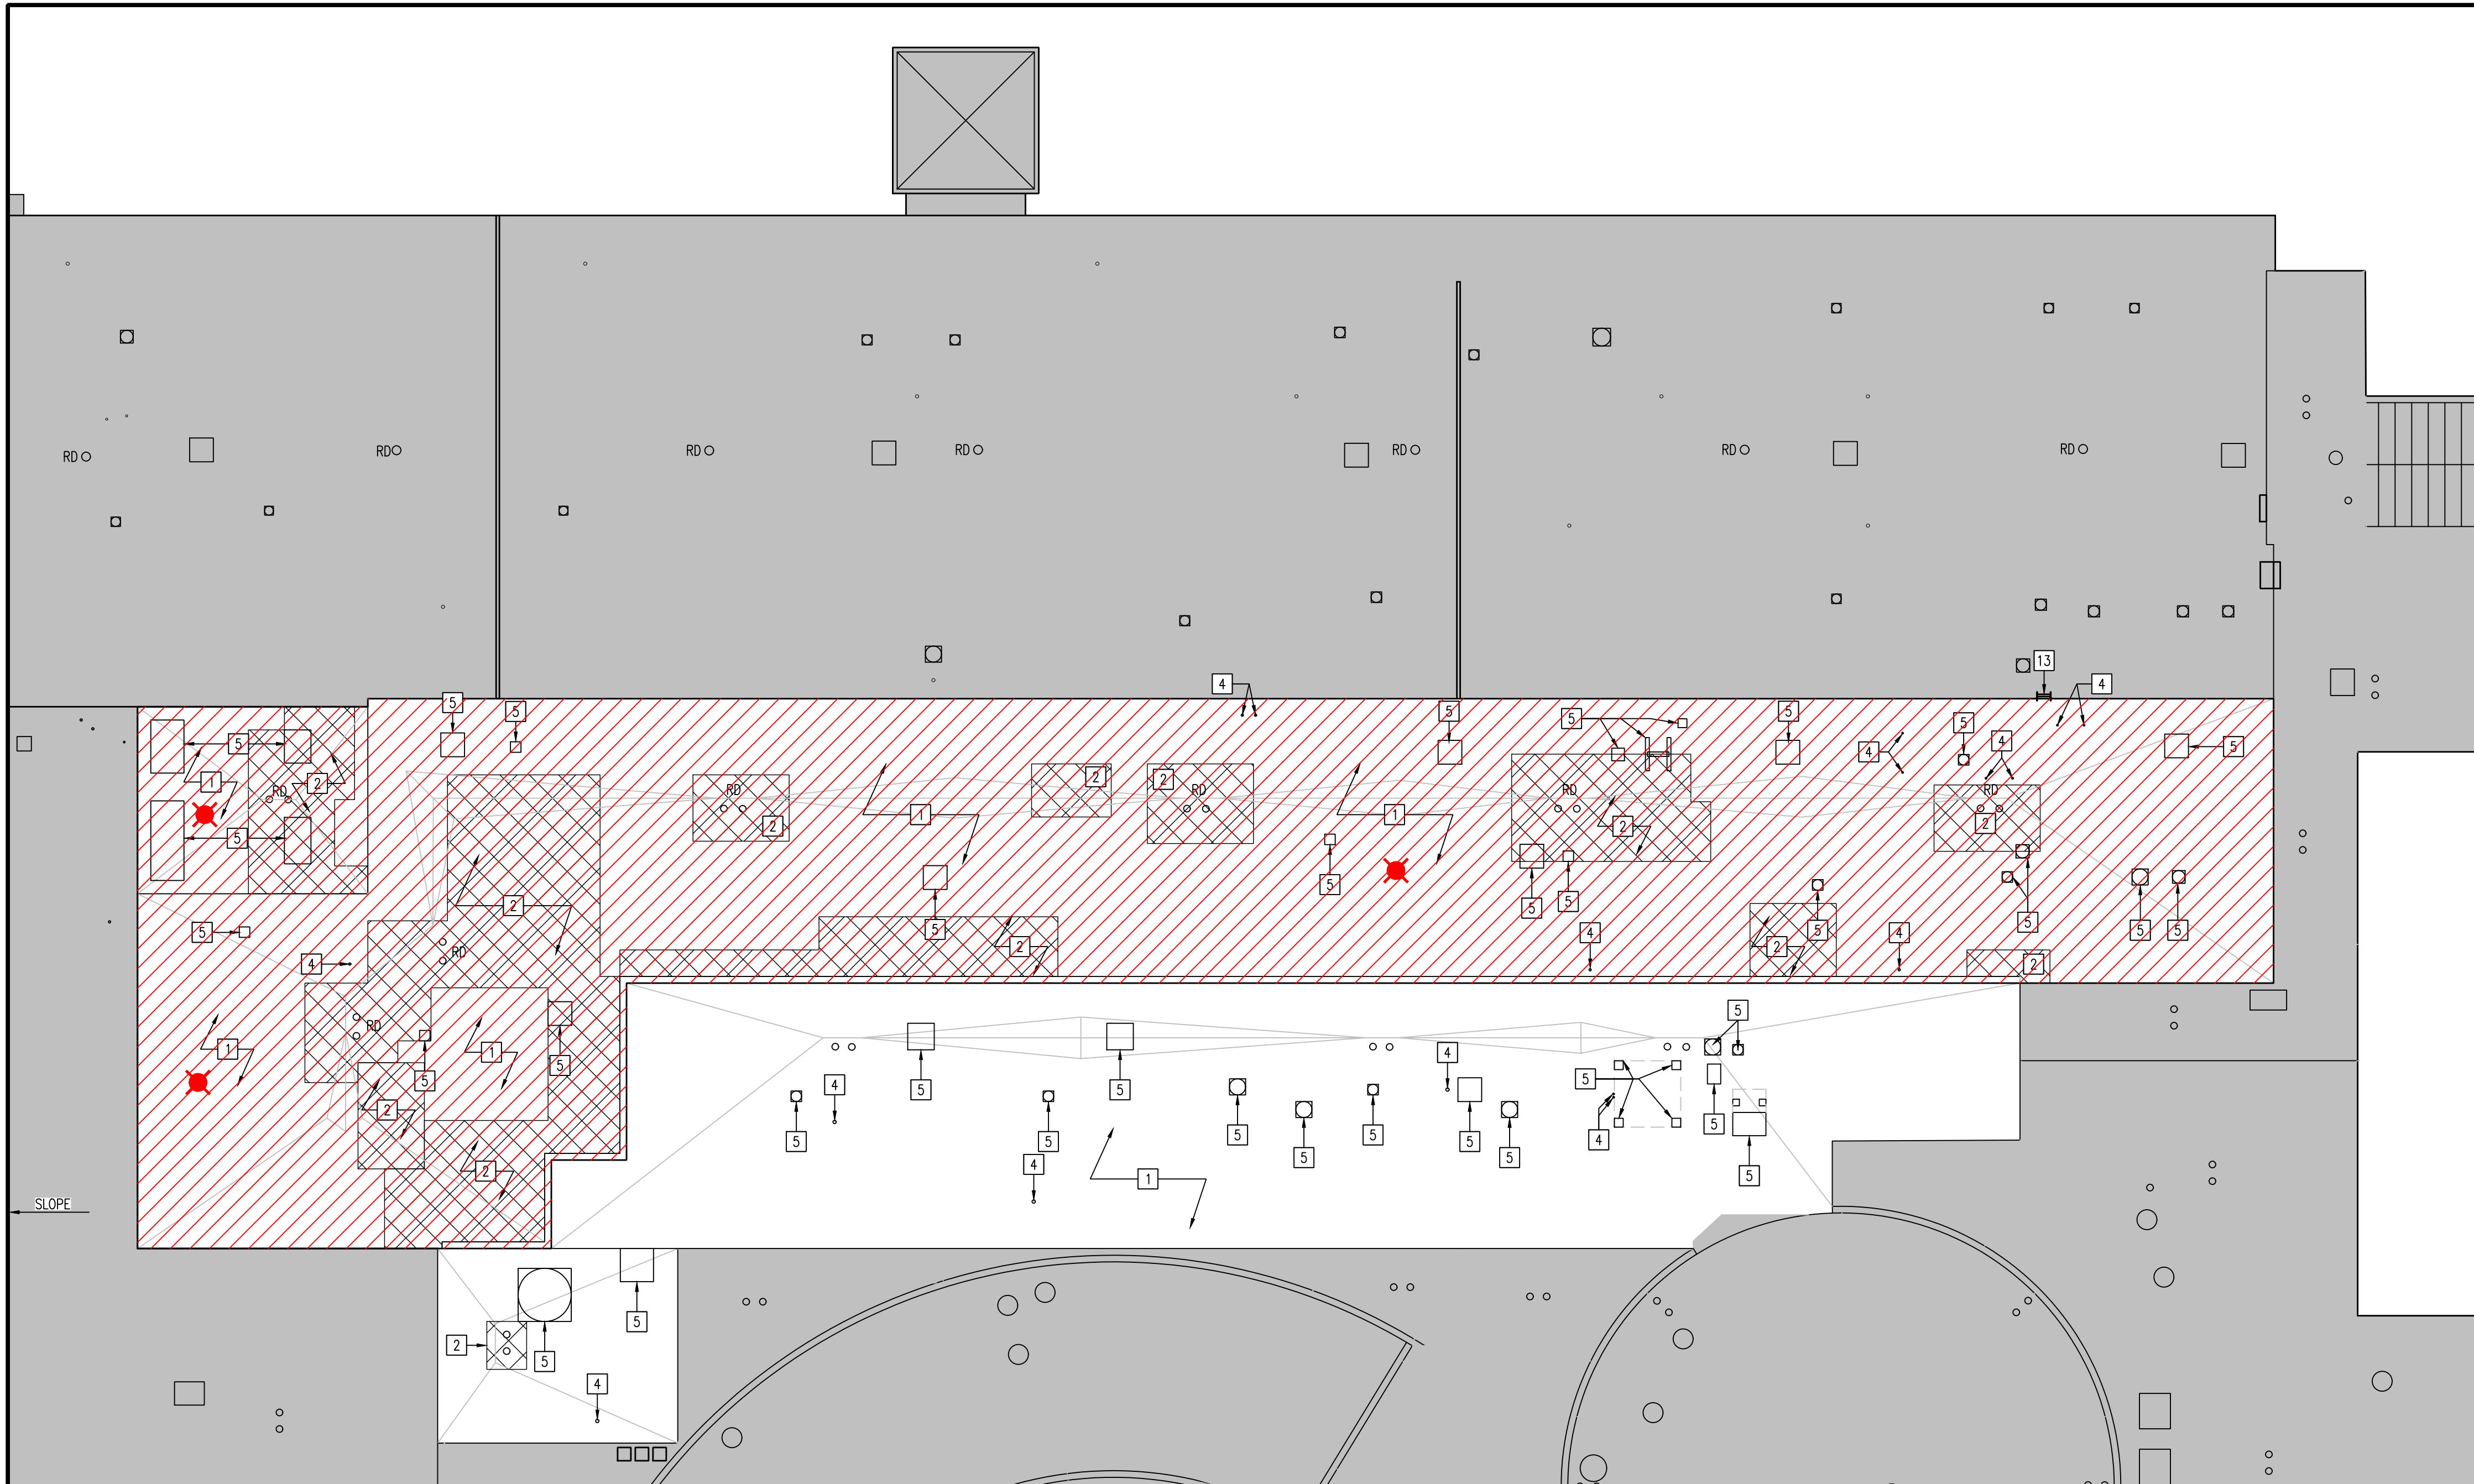 RD RD RD RD RD RD RD
13
4 4
5 5 5 5 5
5 5 4 4 5
1 2 2 2
RD RD RD RD RD
1 1 2 2 2
5 5
2 5 5 5
5 4 5 4 5 5 5
2 2
RD
4 2
RD
5
1 1 5 4
5 5 4 5 5 5
2 5 5 5 5 5 5 4 5
4
2 1 5
SLOPE
5
2 5
4